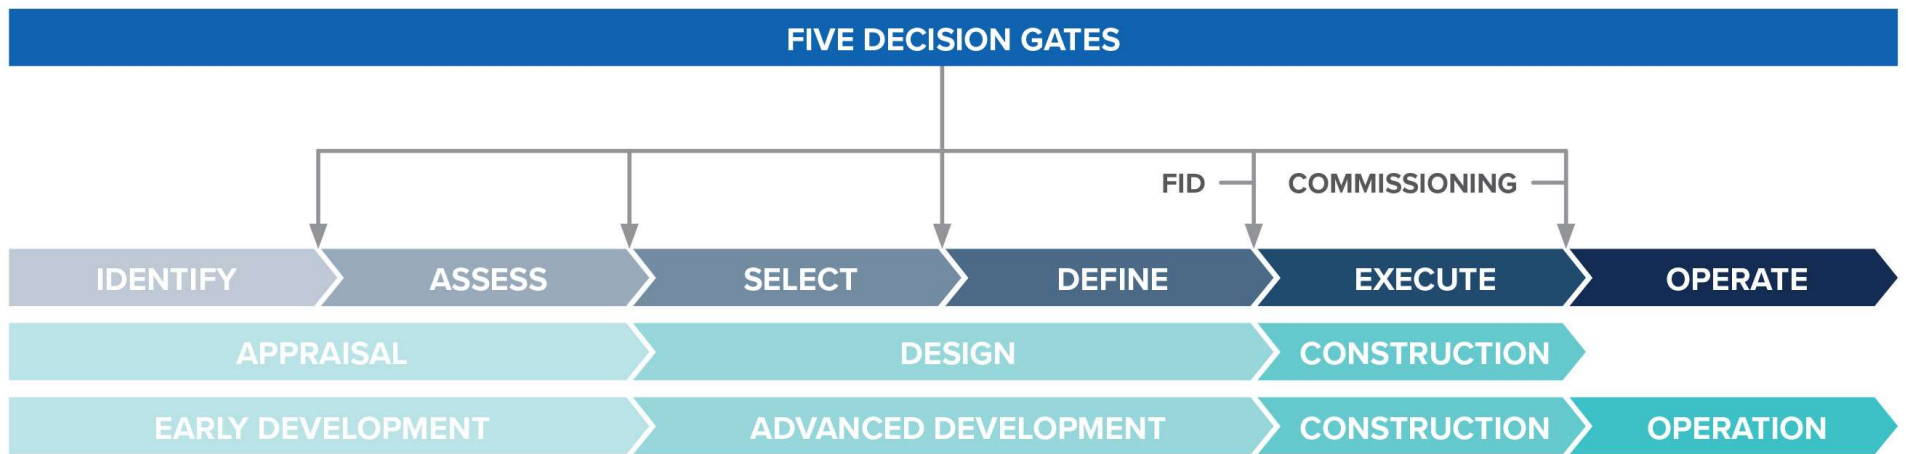 FIVE DECISION GATES
FID
COMMISSIONING
IDENTIFY
ASSESS
SELECT
DEFINE
EXECUTE
OPERATE
APPRAISAL
DESIGN
CONSTRUCTION
EARLY DEVELOPMENT
ADVANCED DEVELOPMENT
CONSTRUCTION
OPERATION